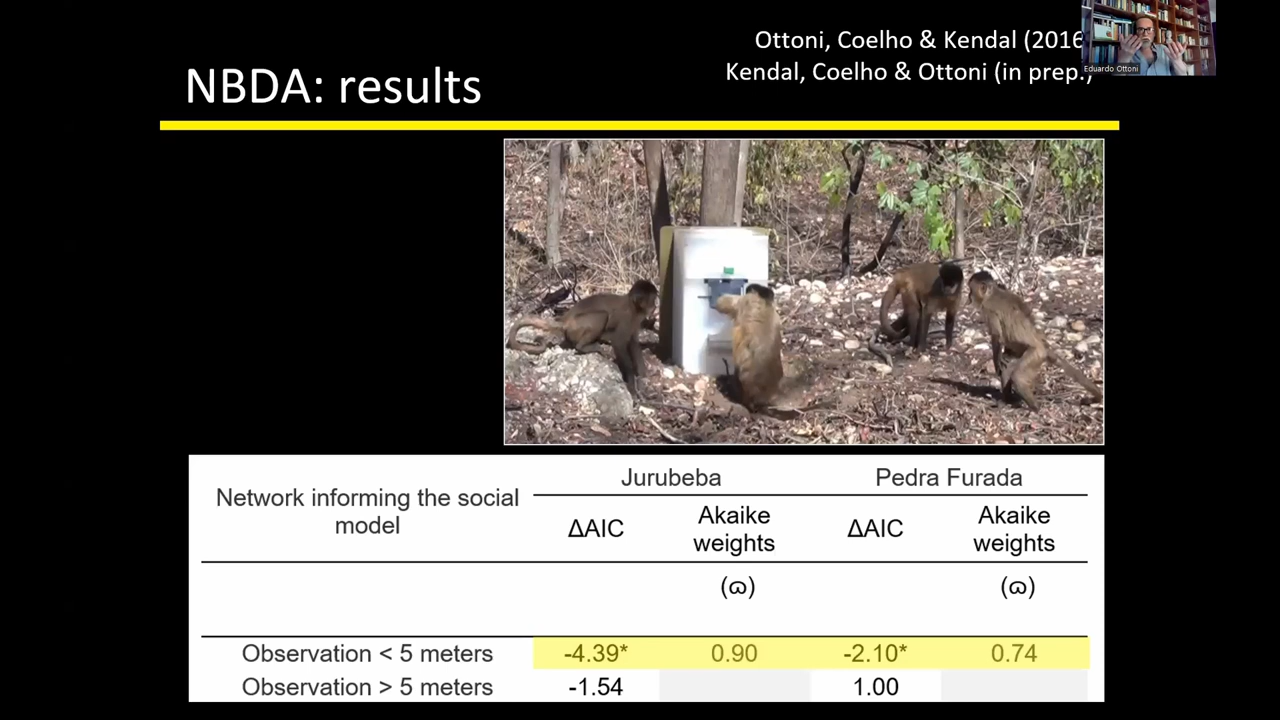 Ottoni, Coelho & Kendal (2016
Kendal, Coelho & Ottoni (in prep.)
Eduardo Ottoni
NBDA: results
Network informing the social model
Jurubeba
Pedra Furada
ΔAIC
Akaike weights
ΔAIC
Akaike weights
(ϖ)
(ϖ)
Observation < 5 meters -4.39* 0.90 -2.10* 0.74
Observation > 5 meters -1.54 1.00